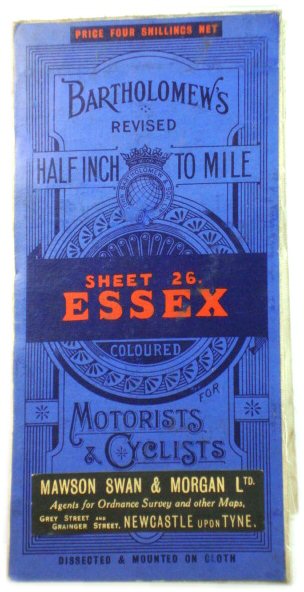 PRICE FOUR SHILLINGS NET
BARTHOLOMEW'S
REVISED
HALF INCH TO MILE
SHEET 26.
ESSEX
COLOURED
FOR
MOTORISTS
& CYCLISTS
MAWSON SWAN & MORGAN LTD.
Agents for Ordnance Survey and other Maps,
GREY STREET AND
GRAINGER STREET, NEWCASTLE UPON TYNE.
DISSECTED & MOUNTED ON CLOTH